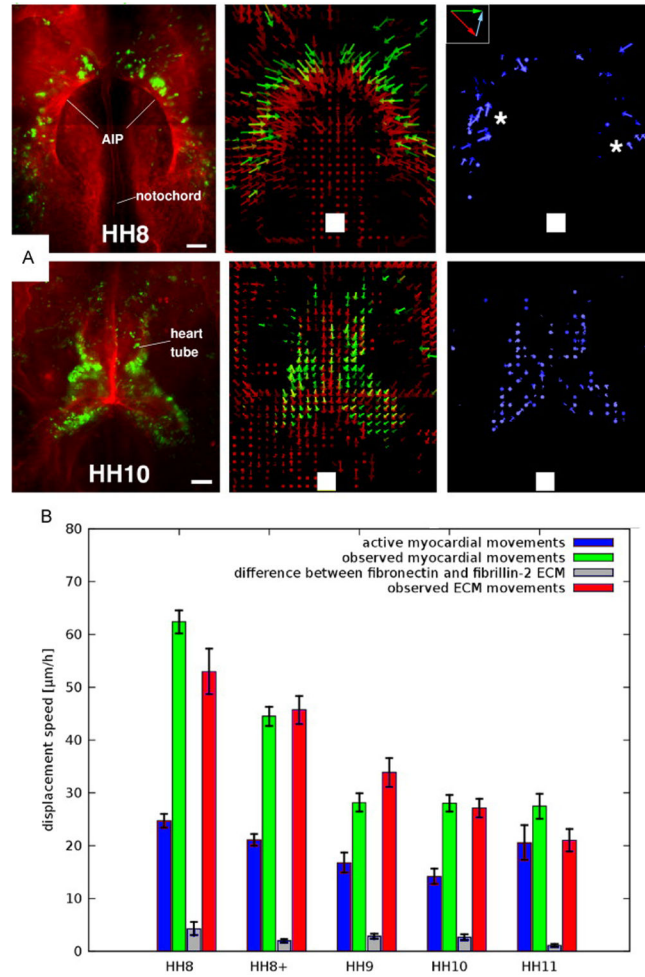 AIP
notochord
HH8
*
*
A
heart
tube
HH10
B
80
70
60
50
40
30
20
10
0
displacement speed [µm/h]
active myocardial movements
observed myocardial movements
difference between fibronectin and fibrillin-2 ECM
observed ECM movements
HH8
HH8+
HH9
HH10
HH11